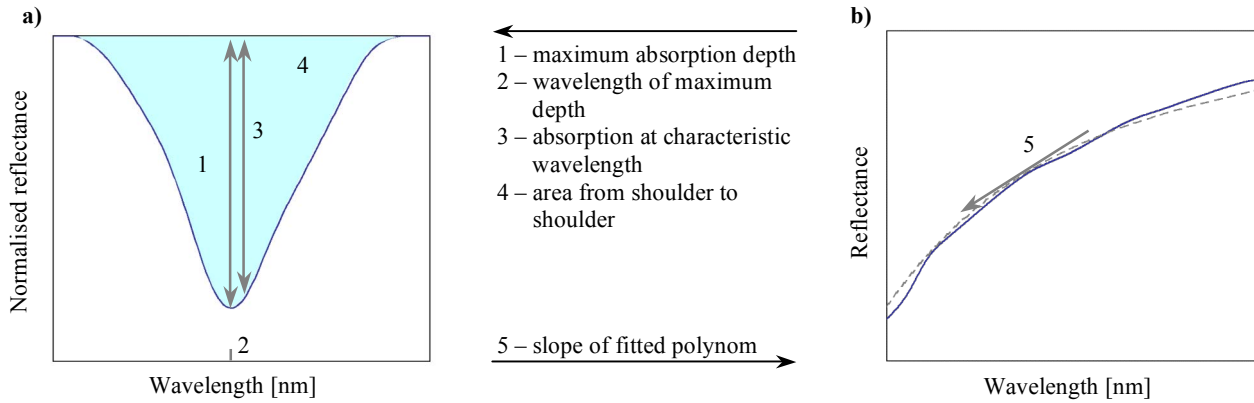 a)
Normalised reflectance
1
3
4
2
Wavelength [nm]
1 – maximum absorption depth
2 – wavelength of maximum
depth
3 – absorption at characteristic
wavelength
4 – area from shoulder to
shoulder
5 – slope of fitted polynom
b)
Reflectance
5
Wavelength [nm]